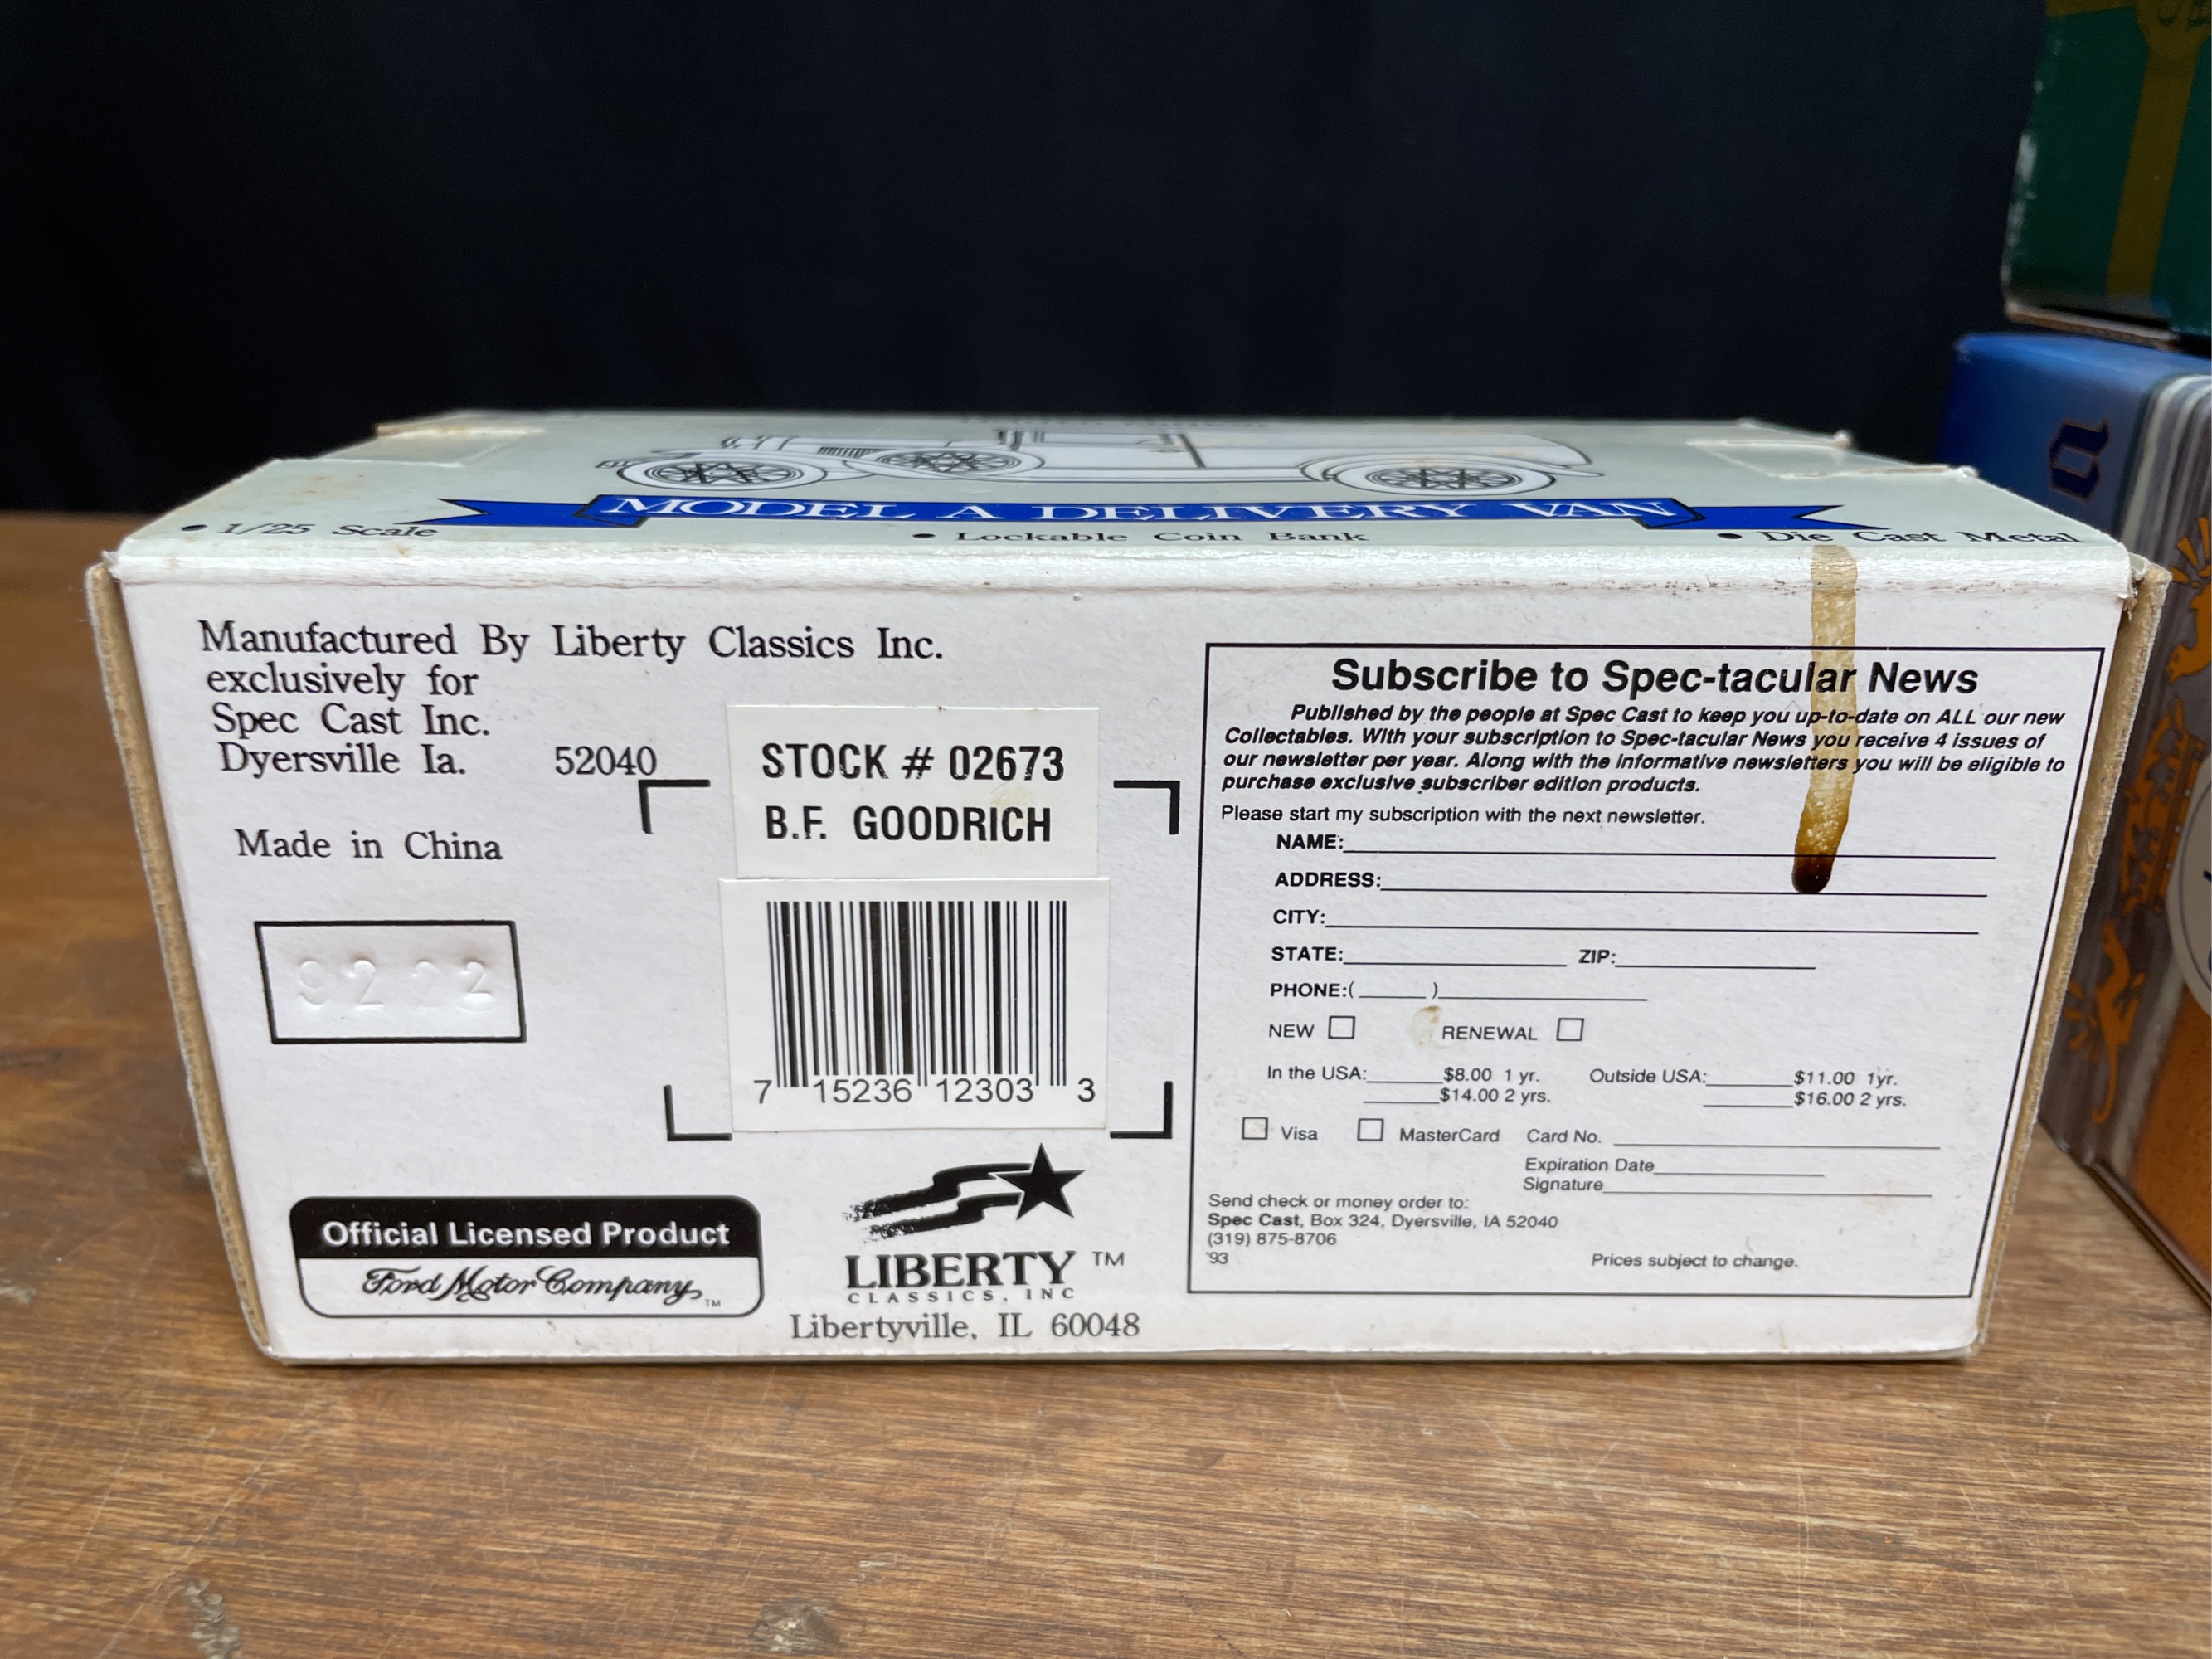 MODEL A DELIVERY VAN
• 1/25 Scale • Lockable Coin Bank • Die Cast Metal
Manufactured By Liberty Classics Inc.
exclusively for
Spec Cast Inc.
Dyersville Ia. 52040
Made in China
STOCK # 02673
B.F. GOODRICH
7 15236 12303 3
Official Licensed Product
Ford Motor Company TM
LIBERTY TM
CLASSICS, INC
Libertyville, IL 60048
Subscribe to Spec-tacular News
Published by the people at Spec Cast to keep you up-to-date on ALL our new
Collectables. With your subscription to Spec-tacular News you receive 4 issues of
our newsletter per year. Along with the informative newsletters you will be eligible to
purchase exclusive subscriber edition products.
Please start my subscription with the next newsletter.
NAME:
ADDRESS:
CITY:
STATE: ZIP:
PHONE:( )
NEW RENEWAL
In the USA: $8.00 1 yr. Outside USA: $11.00 1yr.
$14.00 2 yrs. $16.00 2 yrs.
Visa MasterCard Card No.
Expiration Date
Signature
Send check or money order to:
Spec Cast, Box 324, Dyersville, IA 52040
(319) 875-8706
'93 Prices subject to change.